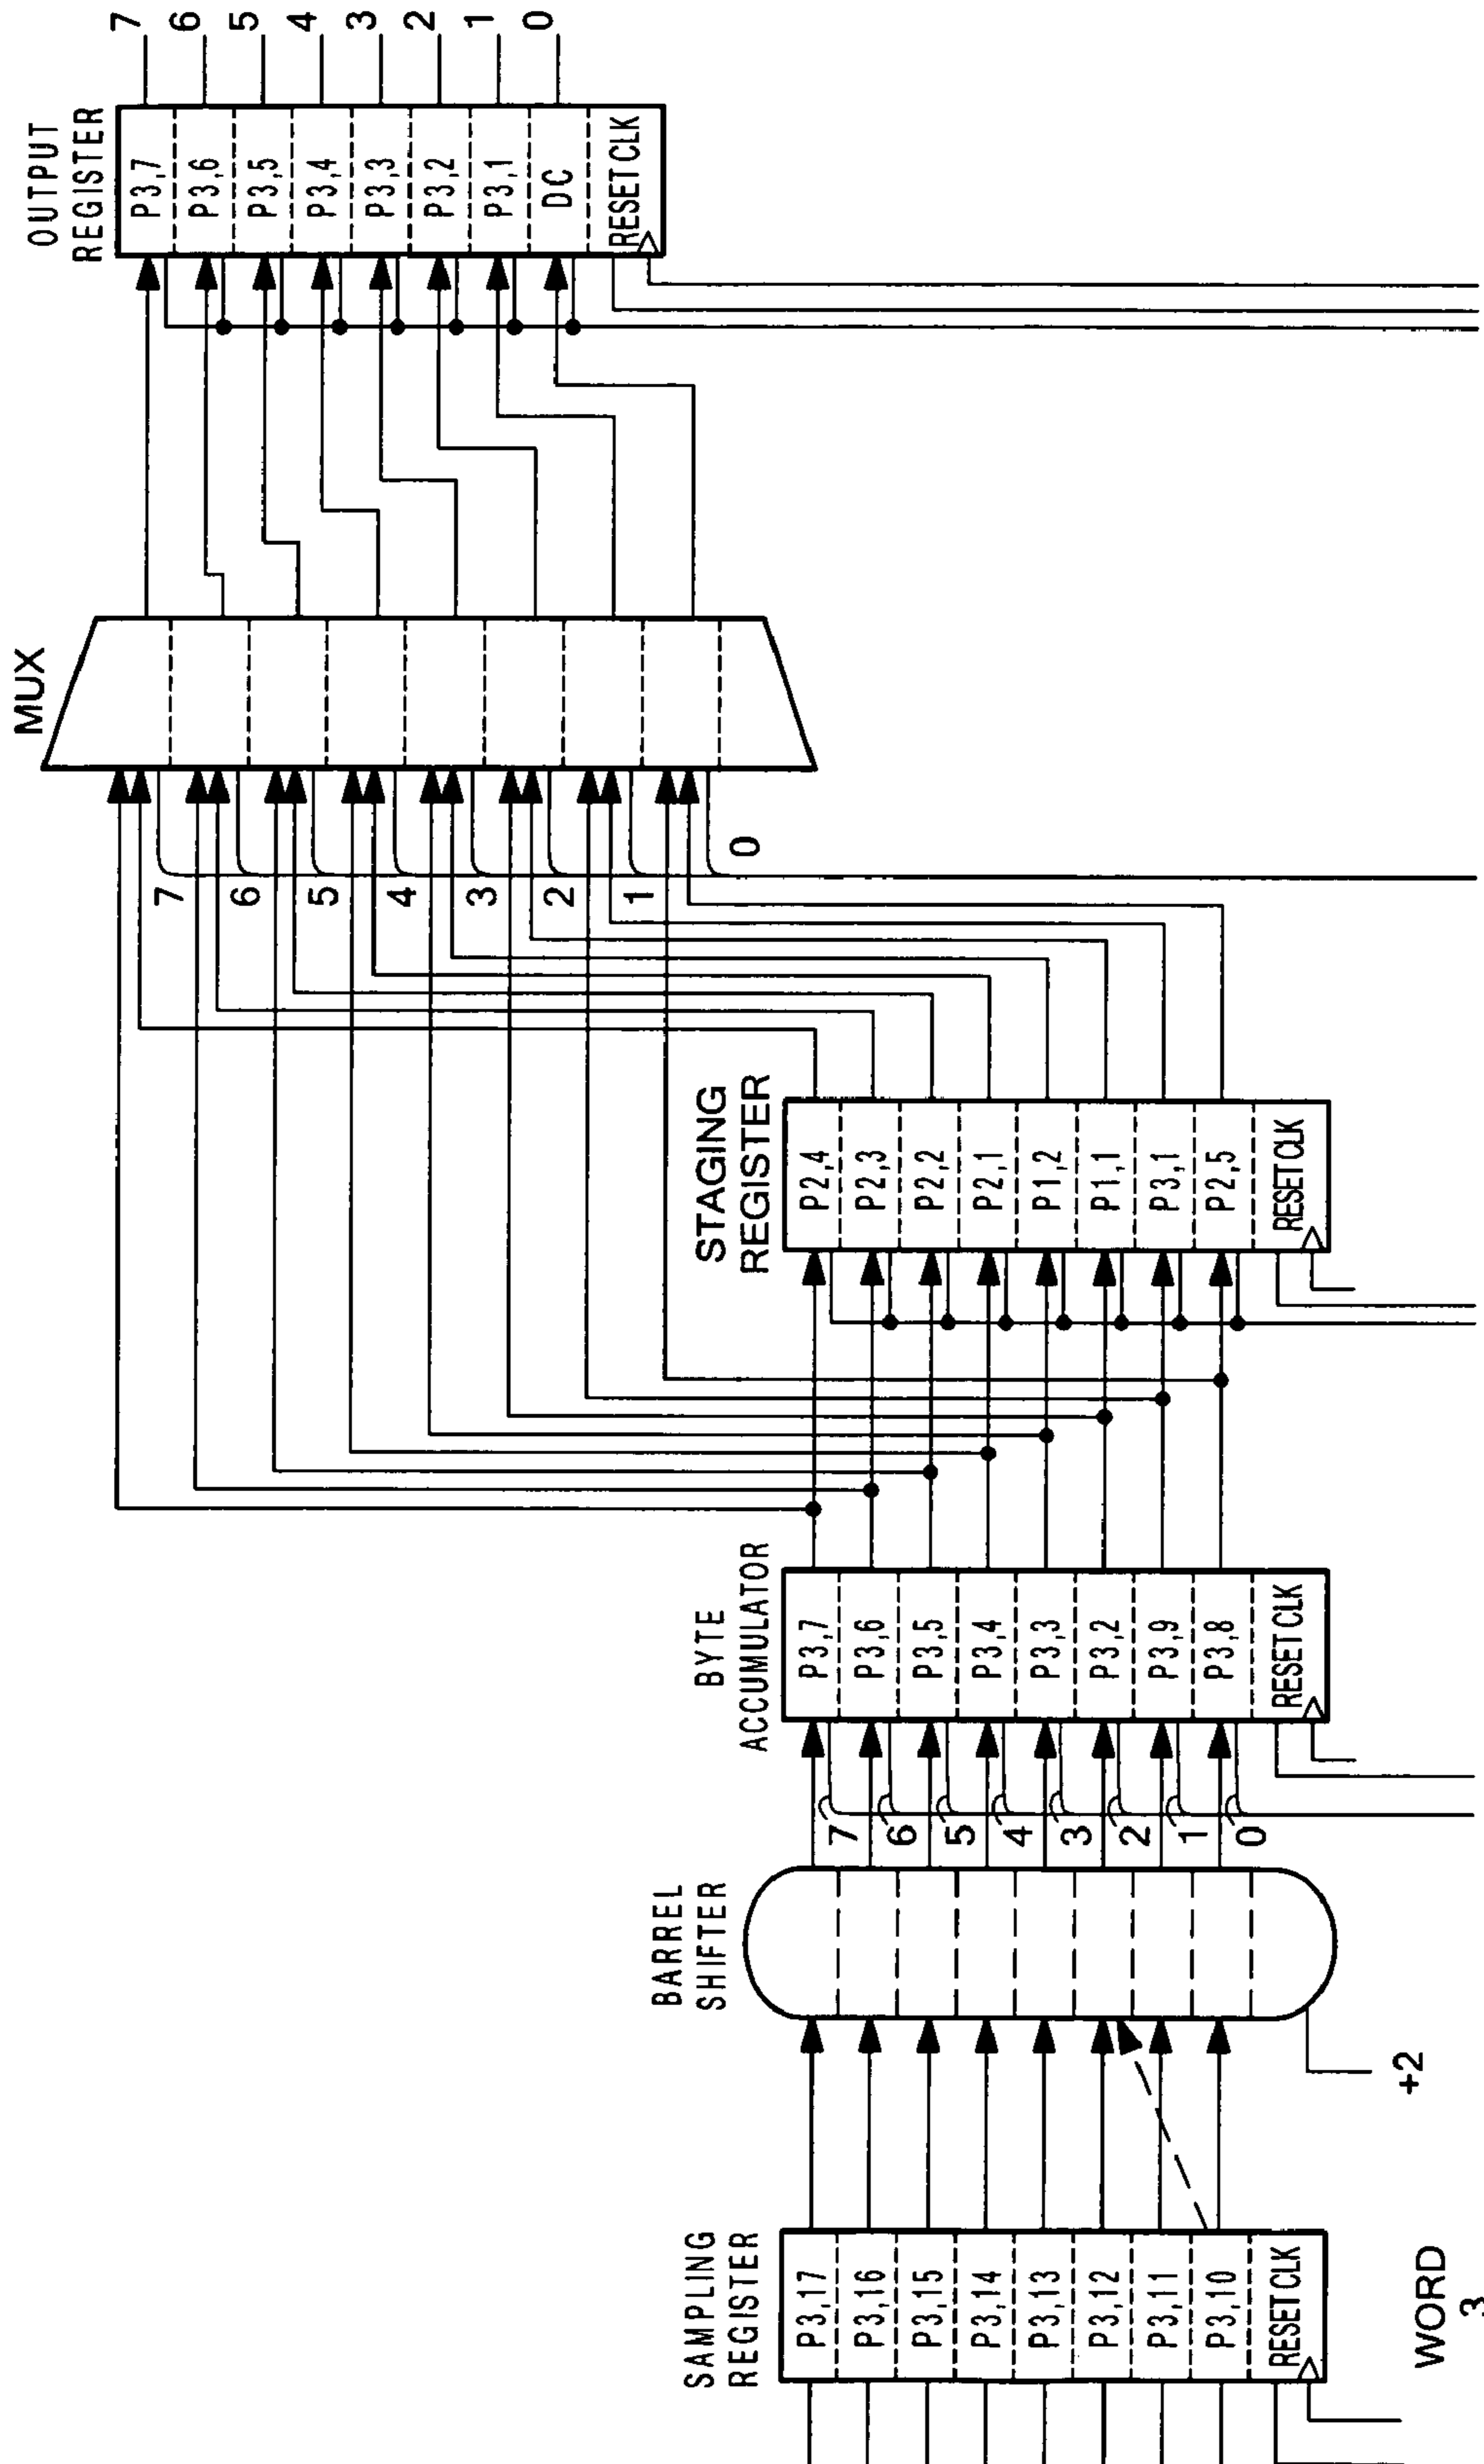 OUTPUT
REGISTER
P3,7
P3,6
P3,5
P3,4
P3,3
P3,2
P3,1
DC
RESET CLK
7
6
5
4
3
2
1
0
MUX
7
6
5
4
3
2
1
0
STAGING
REGISTER
P2,4
P2,3
P2,2
P2,1
P1,2
P1,1
P3,1
P2,5
RESET CLK
BYTE
ACCUMULATOR
P3,7
P3,6
P3,5
P3,4
P3,3
P3,2
P3,9
P3,8
RESET CLK
7
6
5
4
3
2
1
0
BARREL
SHIFTER
+2
SAMPLING
REGISTER
P3,17
P3,16
P3,15
P3,14
P3,13
P3,12
P3,11
P3,10
RESET CLK
WORD
3